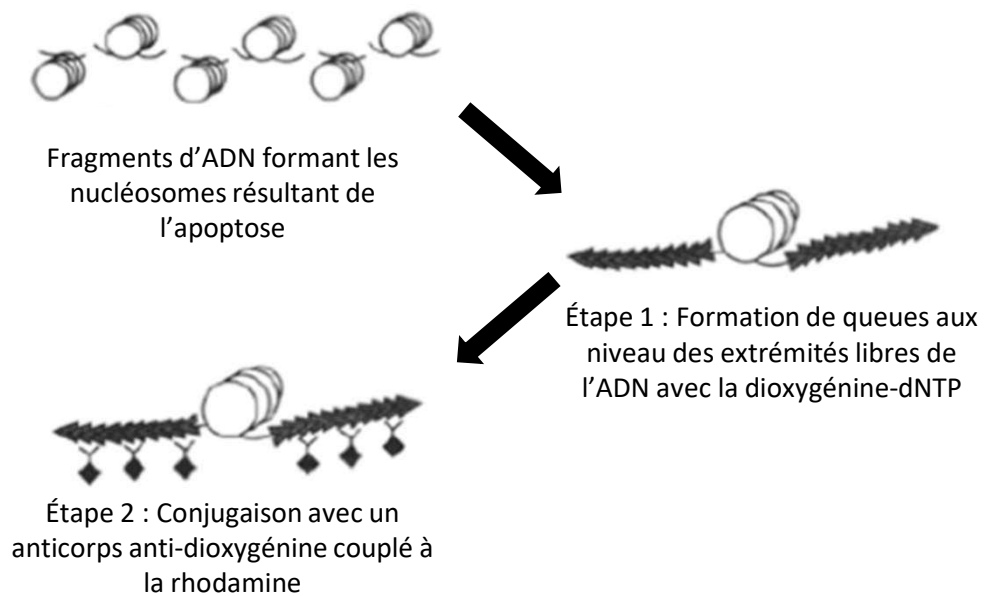 Fragments d’ADN formant les
nucléosomes résultant de
l’apoptose
Étape 1 : Formation de queues aux
niveau des extrémités libres de
l’ADN avec la dioxygénine-dNTP
Étape 2 : Conjugaison avec un
anticorps anti-dioxygénine couplé à
la rhodamine